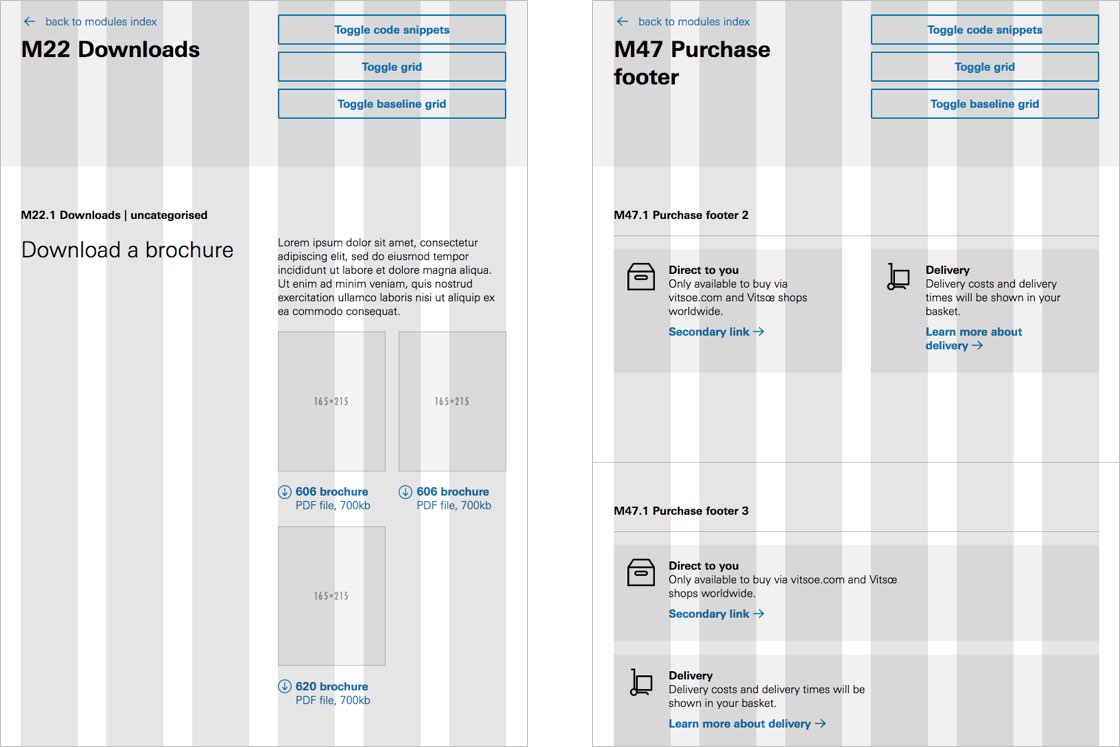 back to modules index
M22 Downloads
Toggle code snippets
Toggle grid
Toggle baseline grid
M22.1 Downloads | uncategorised
Download a brochure
Lorem ipsum dolor sit amet, consectetur
adipiscing elit, sed do eiusmod tempor
incididunt ut labore et dolore magna aliqua.
Ut enim ad minim veniam, quis nostrud
exercitation ullamco laboris nisi ut aliquip ex
ea commodo consequat.
165×215
165×215
606 brochure
PDF file, 700kb
606 brochure
PDF file, 700kb
165×215
620 brochure
PDF file, 700kb
back to modules index
M47 Purchase
footer
Toggle code snippets
Toggle grid
Toggle baseline grid
M47.1 Purchase footer 2
Direct to you
Only available to buy via
vitsoe.com and Vitsœ shops
worldwide.
Secondary link
Delivery
Delivery costs and delivery
times will be shown in your
basket.
Learn more about
delivery
M47.1 Purchase footer 3
Direct to you
Only available to buy via vitsoe.com and Vitsœ
shops worldwide.
Secondary link
Delivery
Delivery costs and delivery times will be
shown in your basket.
Learn more about delivery